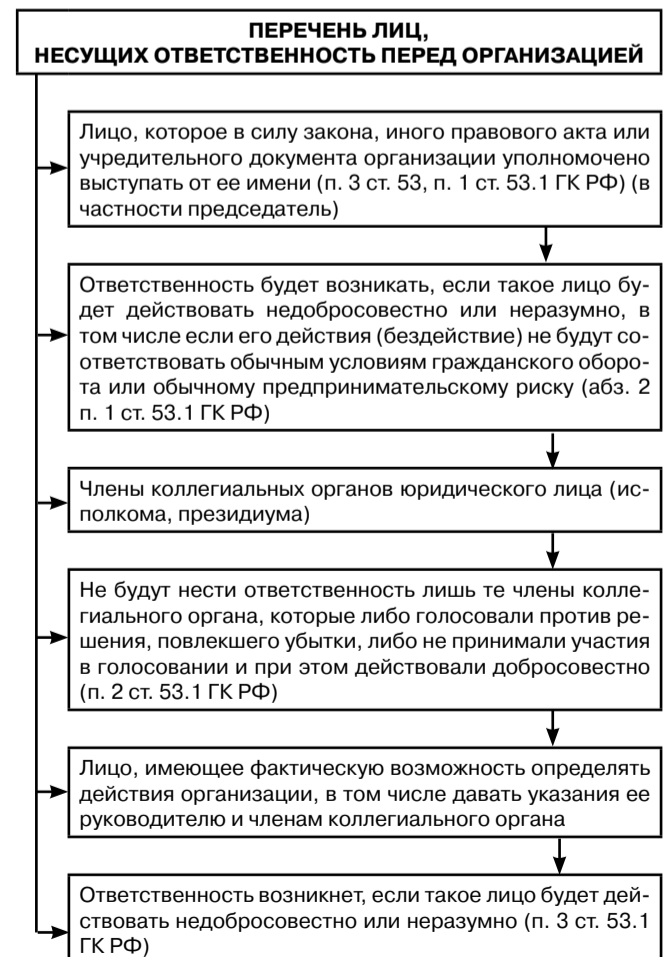 ПЕРЕЧЕНЬ ЛИЦ,
НЕСУЩИХ ОТВЕТСТВЕННОСТЬ ПЕРЕД ОРГАНИЗАЦИЕЙ
Лицо, которое в силу закона, иного правового акта или
учредительного документа организации уполномочено
выступать от ее имени (п. 3 ст. 53, п. 1 ст. 53.1 ГК РФ) (в
частности председатель)
Ответственность будет возникать, если такое лицо бу-
дет действовать недобросовестно или неразумно, в
том числе если его действия (бездействие) не будут со-
ответствовать обычным условиям гражданского оборо-
та или обычному предпринимательскому риску (абз. 2
п. 1 ст. 53.1 ГК РФ)
Члены коллегиальных органов юридического лица (ис-
полкома, президиума)
Не будут нести ответственность лишь те члены колле-
гиального органа, которые либо голосовали против ре-
шения, повлекшего убытки, либо не принимали участия
в голосовании и при этом действовали добросовестно
(п. 2 ст. 53.1 ГК РФ)
Лицо, имеющее фактическую возможность определять
действия организации, в том числе давать указания ее
руководителю и членам коллегиального органа
Ответственность возникнет, если такое лицо будет дей-
ствовать недобросовестно или неразумно (п. 3 ст. 53.1
ГК РФ)